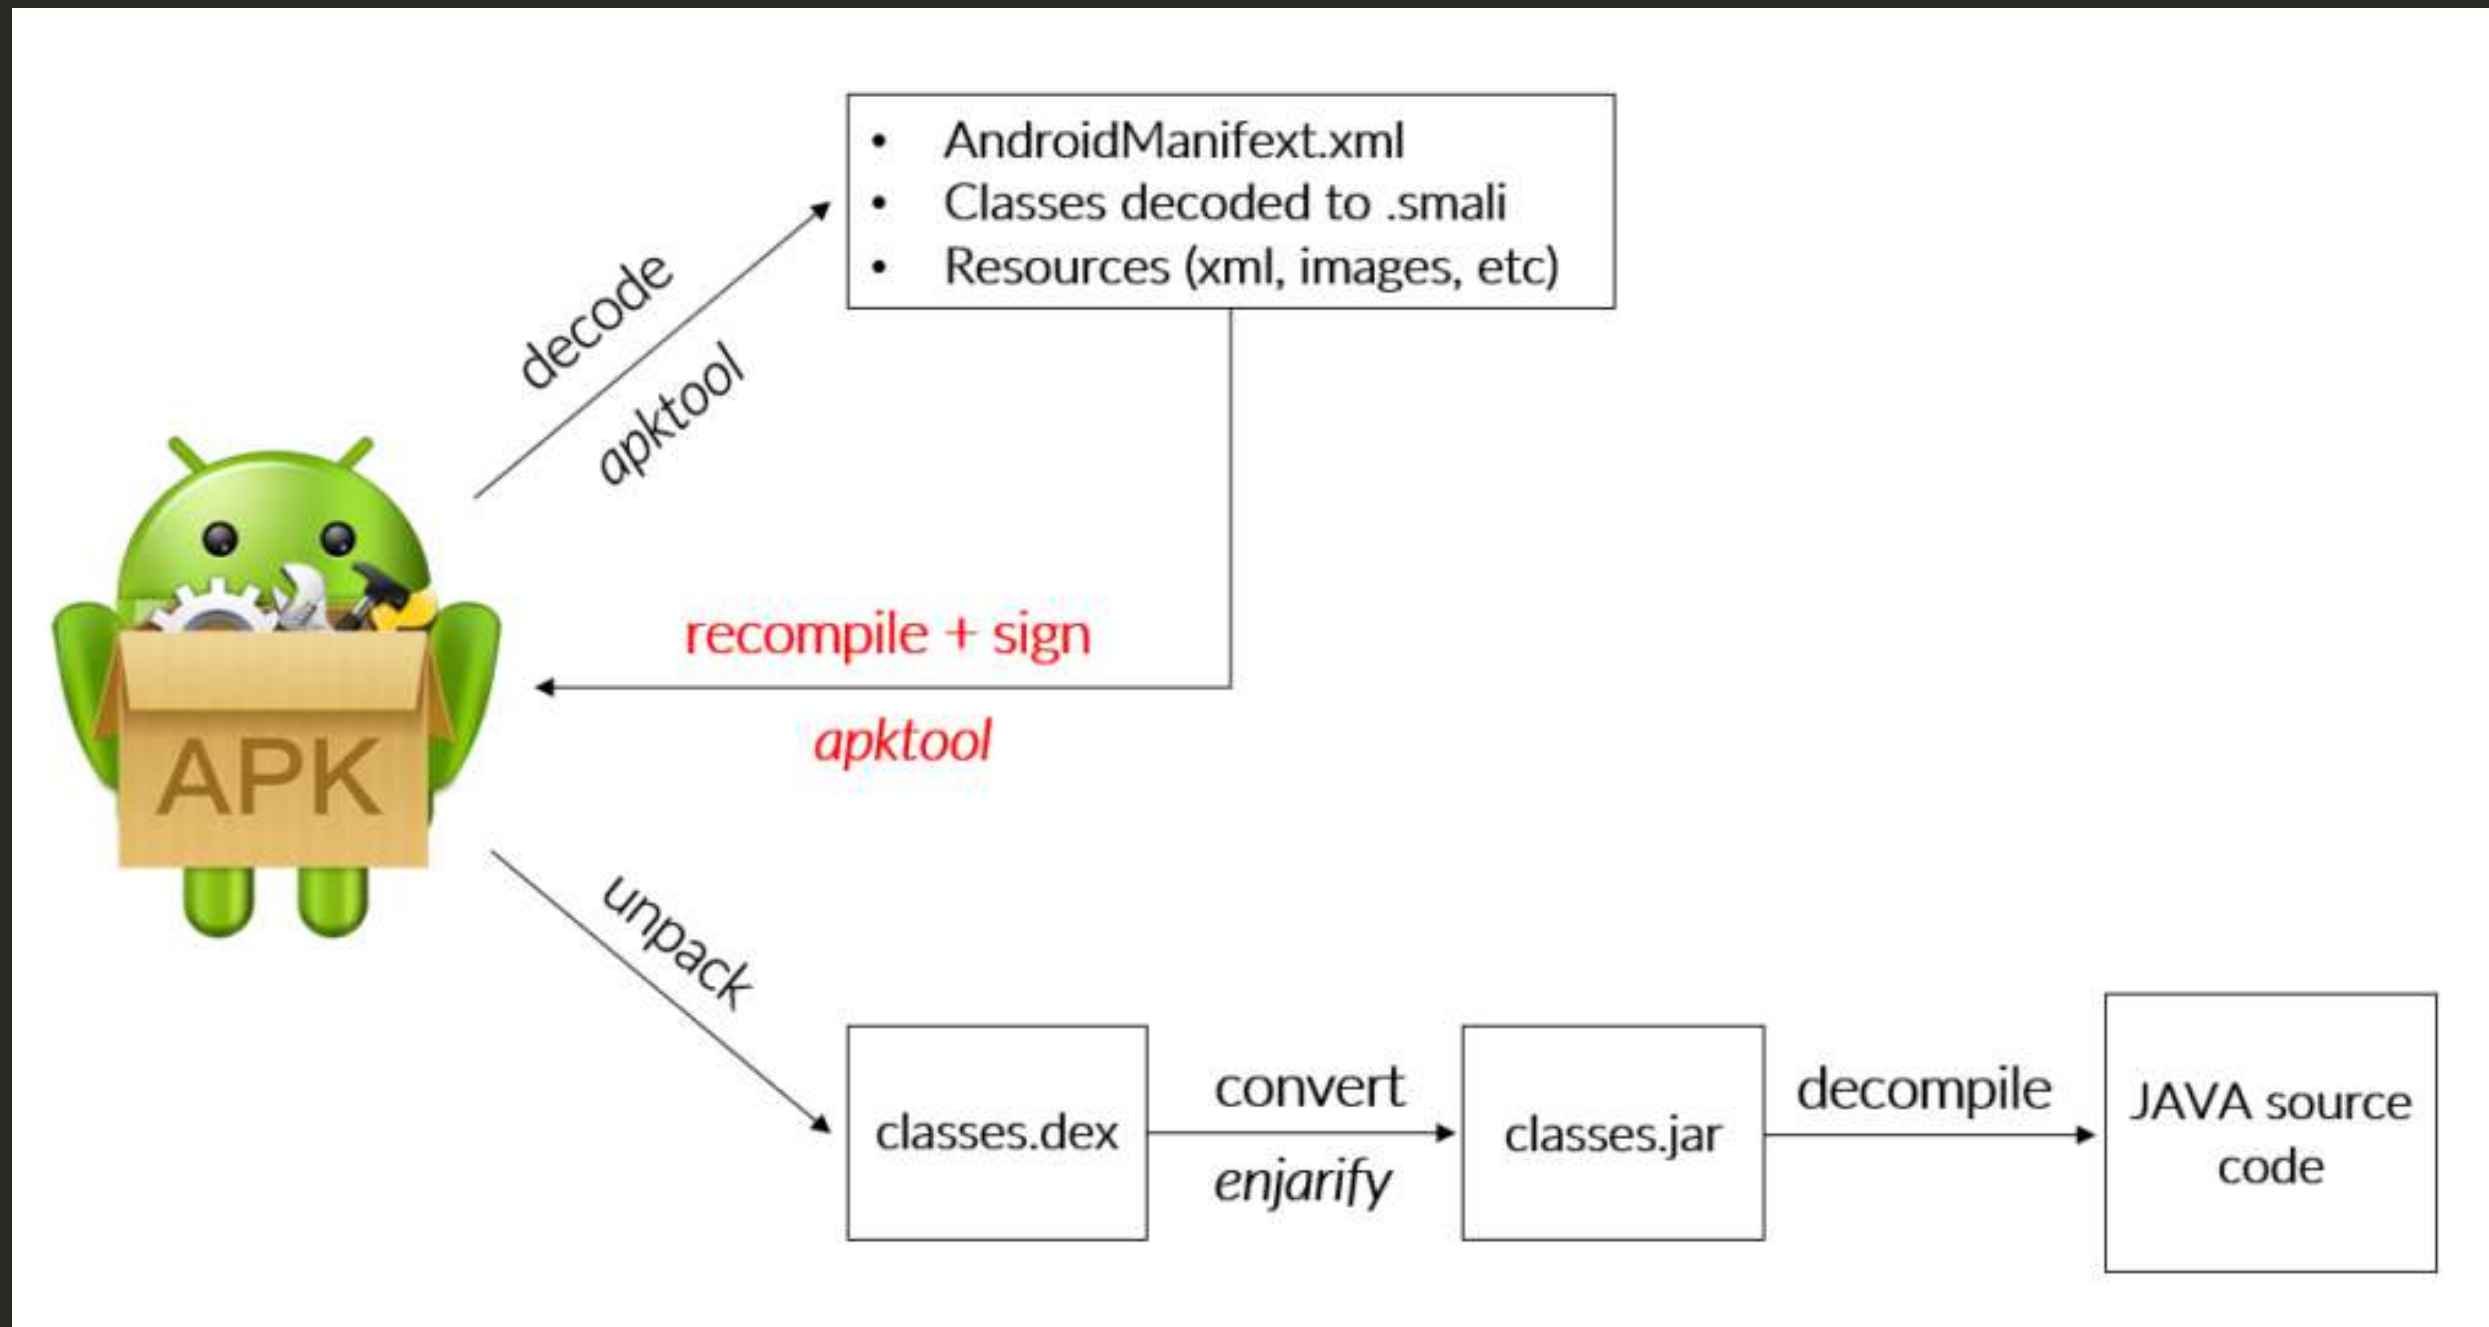 • AndroidManifext.xml
• Classes decoded to .smali
• Resources (xml, images, etc)
decode
apktool
recompile + sign
apktool
APK
unpack
classes.dex
convert
enjarify
classes.jar
decompile
JAVA source
code